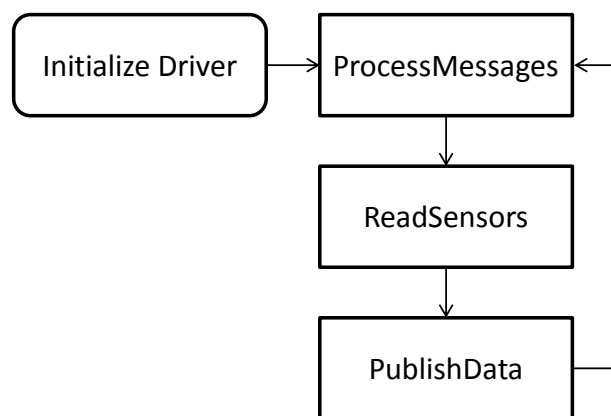 Initialize Driver
ProcessMessages
ReadSensors
PublishData